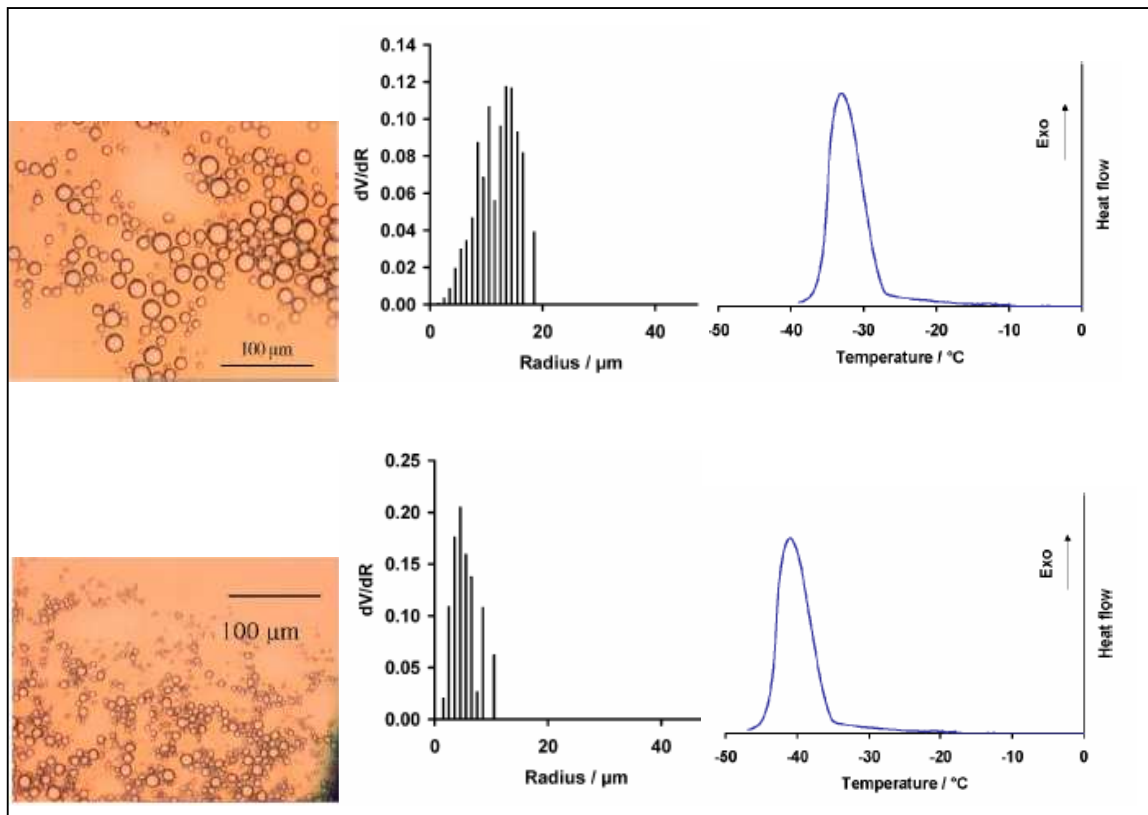 0.14
0.12
0.10
0.08
0.06
0.04
0.02
0.00
dV/dR
0 20 40
Radius / µm
100 µm
Exo
Heat flow
-50 -40 -30 -20 -10 0
Temperature / °C
0.25
0.20
0.15
0.10
0.05
0.00
dV/dR
0 20 40
Radius / µm
100 µm
Exo
Heat flow
-50 -40 -30 -20 -10 0
Temperature / °C